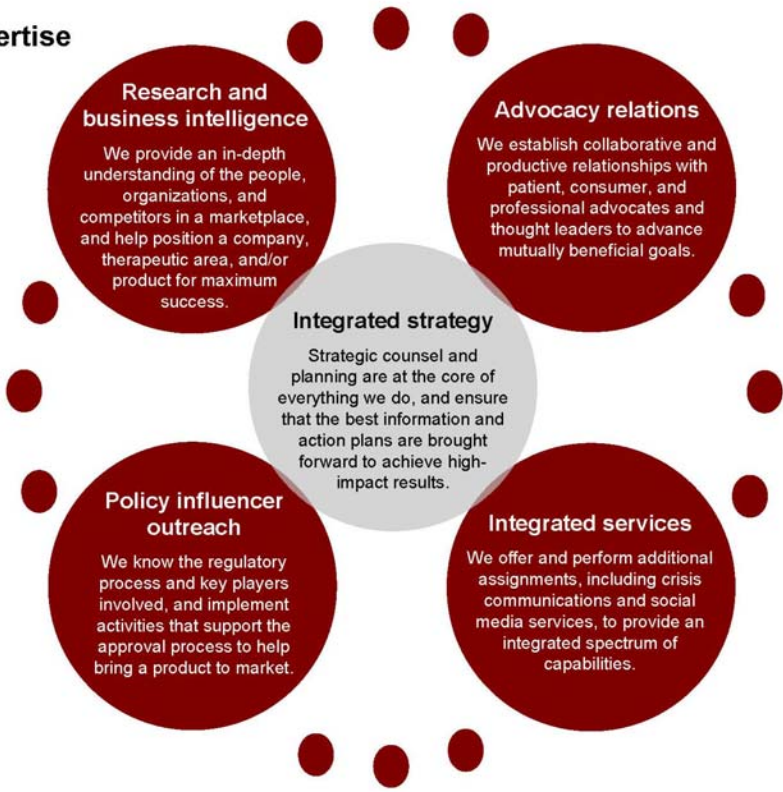 ertise
Research and
business intelligence
We provide an in-depth
understanding of the people,
organizations, and
competitors in a marketplace,
and help position a company,
therapeutic area, and/or
product for maximum
success.
Advocacy relations
We establish collaborative and
productive relationships with
patient, consumer, and
professional advocates and
thought leaders to advance
mutually beneficial goals.
Integrated strategy
Strategic counsel and
planning are at the core of
everything we do, and ensure
that the best information and
action plans are brought
forward to achieve high-
impact results.
Policy influencer
outreach
We know the regulatory
process and key players
involved, and implement
activities that support the
approval process to help
bring a product to market.
Integrated services
We offer and perform additional
assignments, including crisis
communications and social
media services, to provide an
integrated spectrum of
capabilities.